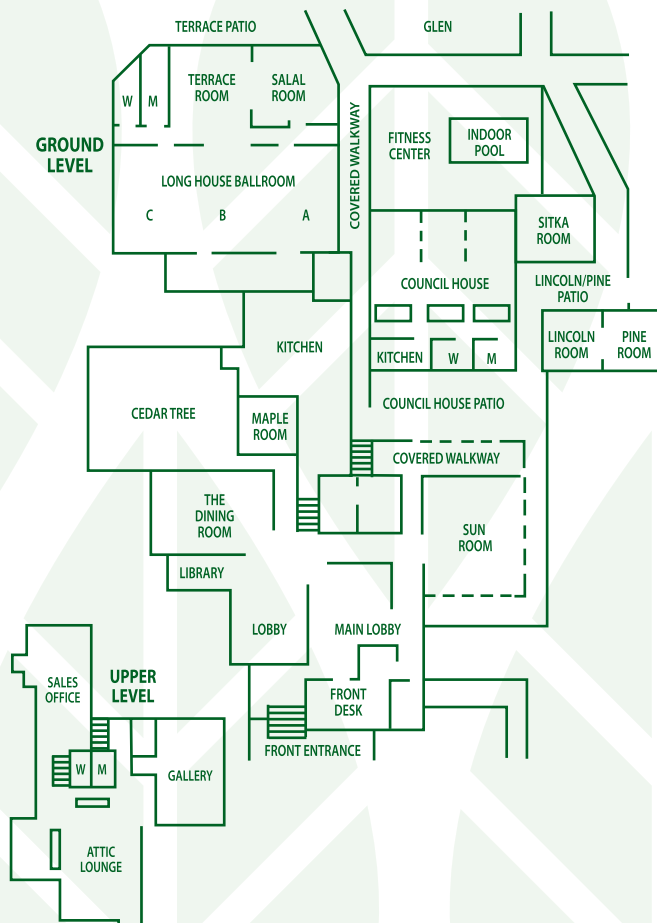 TERRACE PATIO
GLEN
TERRACE
ROOM
SALAL
ROOM
W
M
GROUND
LEVEL
COVERED WALKWAY
FITNESS
CENTER
INDOOR
POOL
LONG HOUSE BALLROOM
C
B
A
SITKA
ROOM
COUNCIL HOUSE
LINCOLN/PINE
PATIO
KITCHEN
KITCHEN
W
M
LINCOLN
ROOM
PINE
ROOM
CEDAR TREE
MAPLE
ROOM
COUNCIL HOUSE PATIO
COVERED WALKWAY
THE
DINING
ROOM
SUN
ROOM
LIBRARY
LOBBY
MAIN LOBBY
SALES
OFFICE
UPPER
LEVEL
FRONT
DESK
FRONT ENTRANCE
W
M
GALLERY
ATTIC
LOUNGE